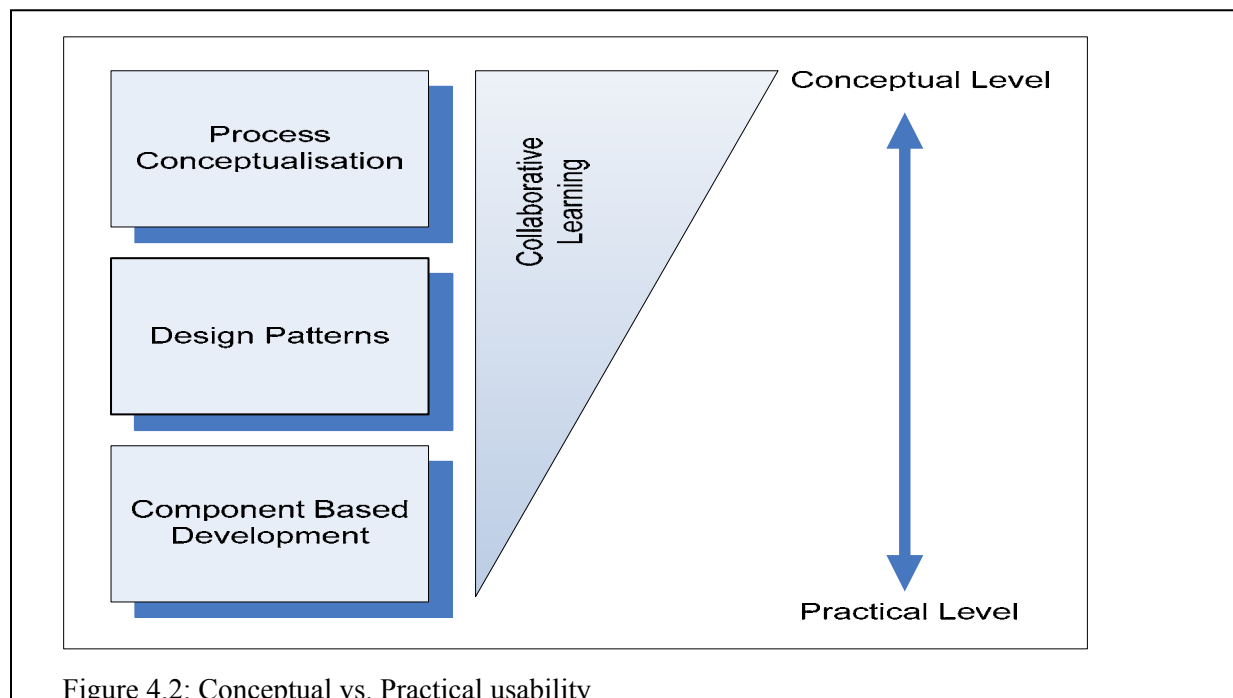 Process
Conceptualisation
Design Patterns
Component Based
Development
Collaborative
Learning
Conceptual Level
Practical Level
Figure 4.2: Conceptual vs. Practical usability